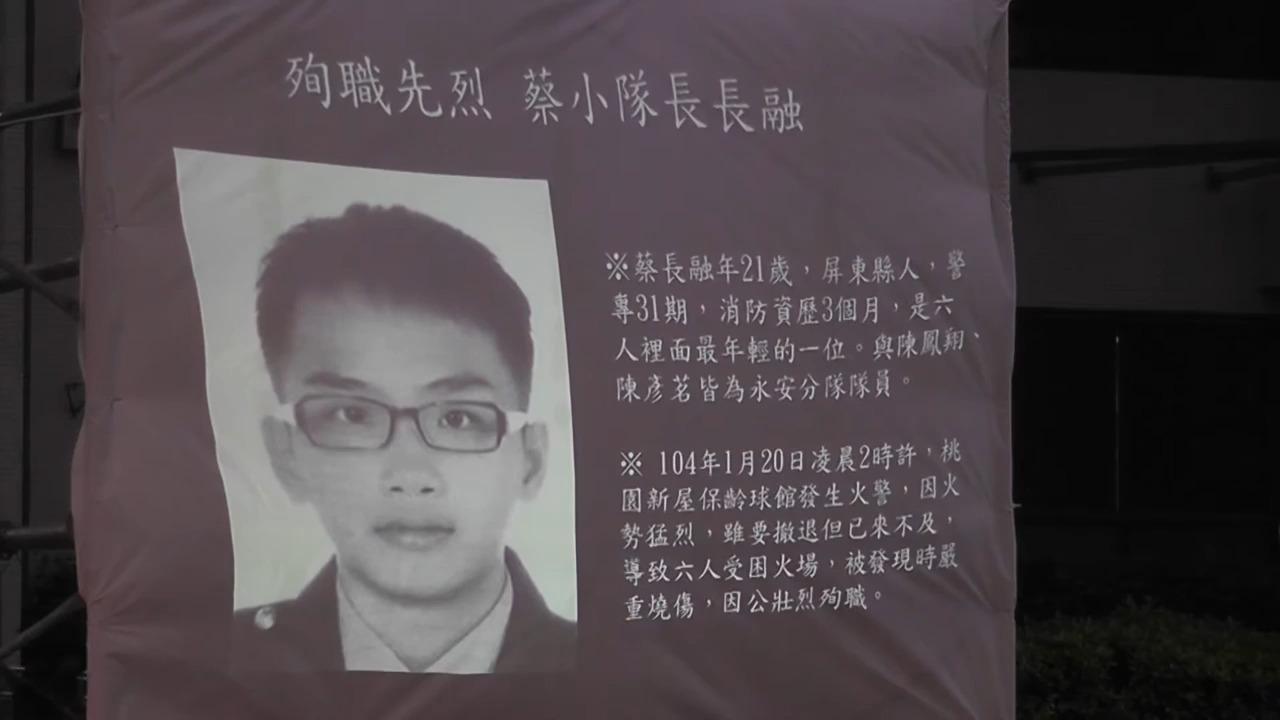 殉職先烈 蔡小隊長長融
※蔡長融年21歲，屏東縣人，警
專31期，消防資歷3個月，是六
人裡面最年輕的一位。與陳鳳翔、
陳彥茗皆為永安分隊隊員。
※ 104年1月20日凌晨2時許，桃
園新屋保齡球館發生火警，因火
勢猛烈，雖要撤退但已來不及，
導致六人受困火場，被發現時嚴
重燒傷，因公壯烈殉職。